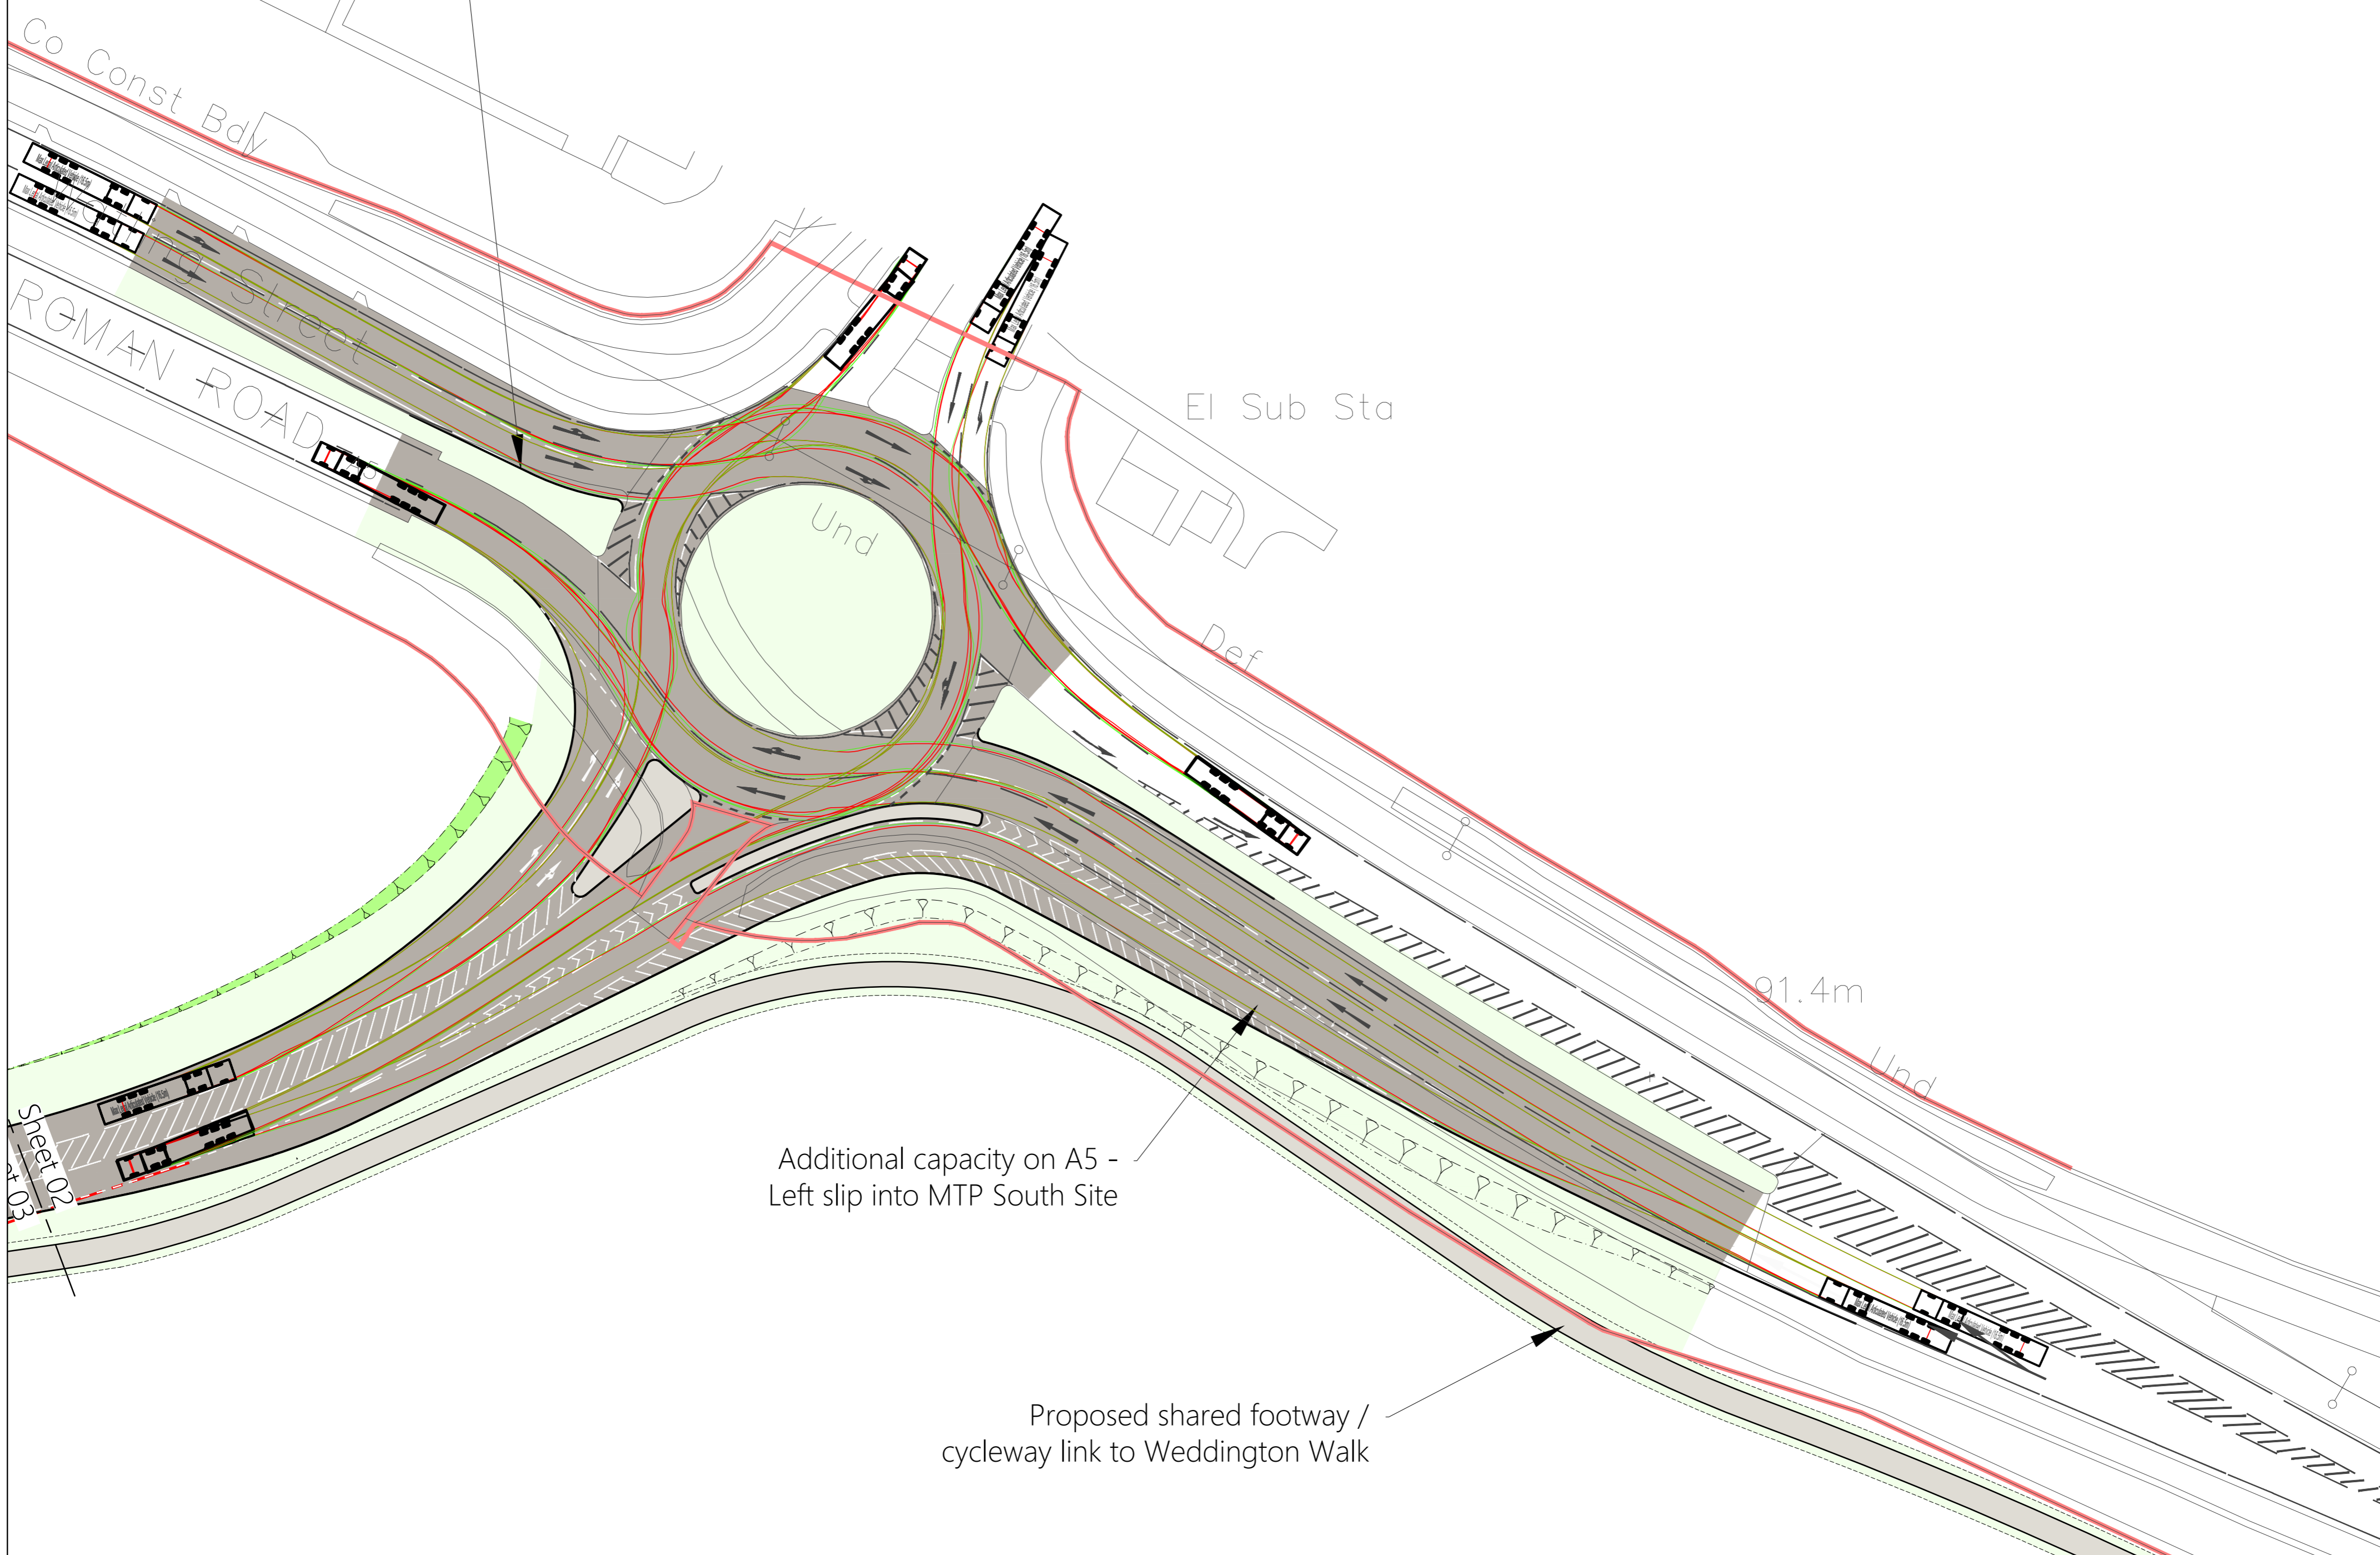 Co Const Bdy
Watling Street
ROMAN ROAD
Und
El Sub Sta
Def
91.4m
Und
Sheet 02
Additional capacity on A5 -
Left slip into MTP South Site
Proposed shared footway /
cycleway link to Weddington Walk